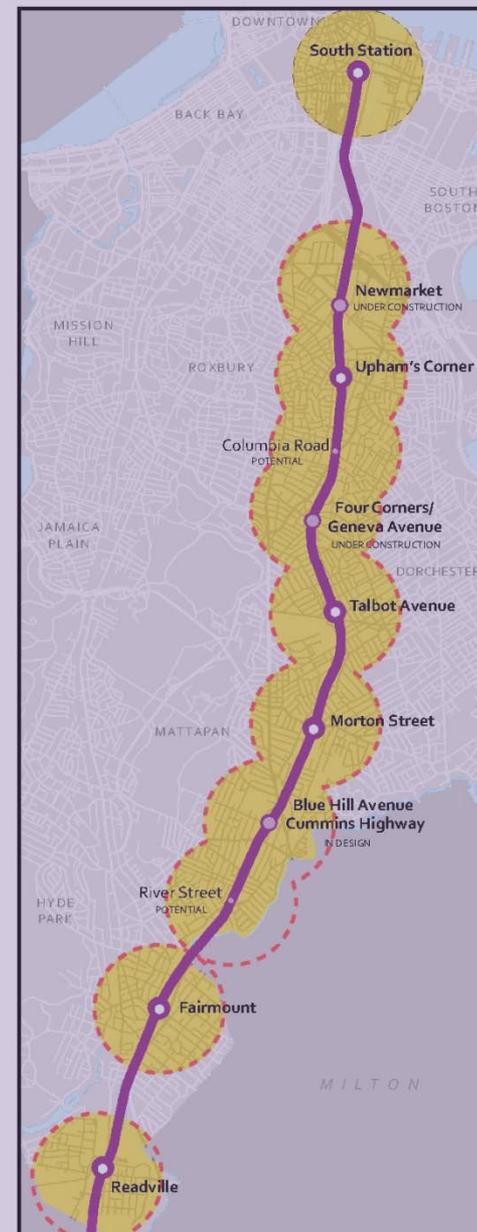 DOWNTOWN
South Station
BACK BAY
SOUTH
BOSTON
Newmarket
UNDER CONSTRUCTION
MISSION
HILL
ROXBURY
Upham's Corner
Columbia Road
POTENTIAL
Four Corners/
Geneva Avenue
UNDER CONSTRUCTION
JAMAICA
PLAIN
DORCHESTER
Talbot Avenue
Morton Street
MATTAPAN
Blue Hill Avenue
Cummins Highway
IN DESIGN
River Street
POTENTIAL
HYDE
PARK
Fairmount
MILTON
Readville